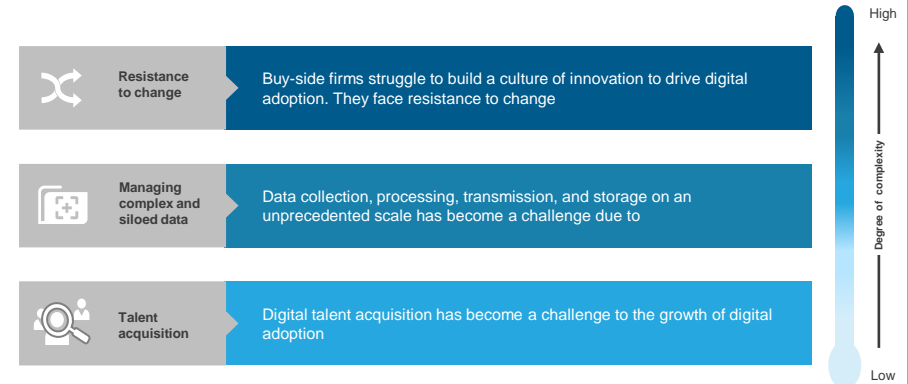 High
Resistance
to change
Buy-side firms struggle to build a culture of innovation to drive digital
adoption. They face resistance to change
Managing
complex and
siloed data
Data collection, processing, transmission, and storage on an
unprecedented scale has become a challenge due to
Degree of complexity
Talent
acquisition
Digital talent acquisition has become a challenge to the growth of digital
adoption
Low